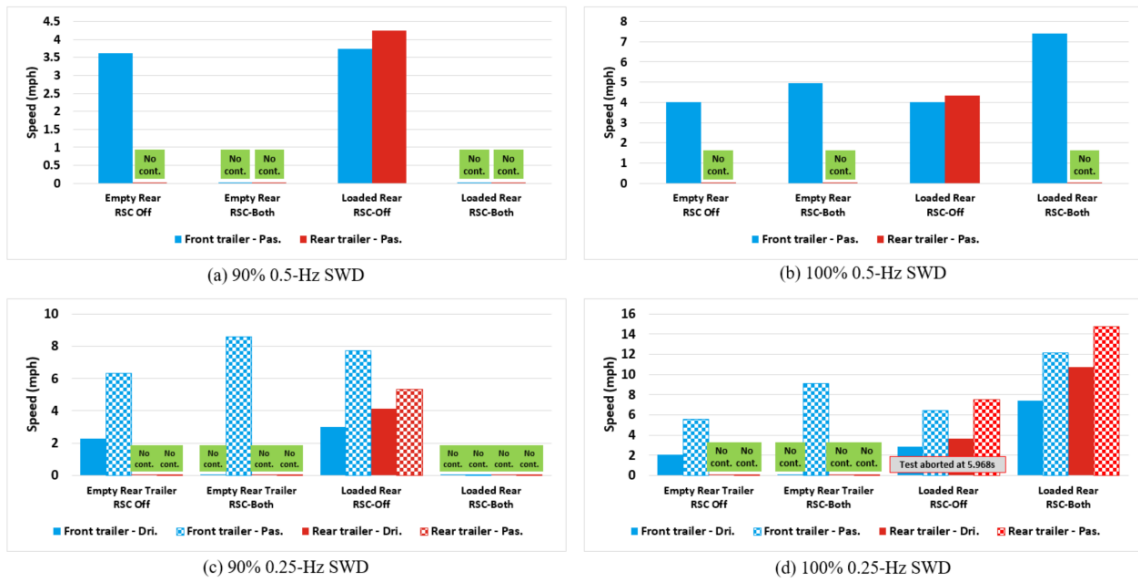 4.5
4
3.5
3
2.5
2
1.5
1
0.5
0
Speed (mph)
No cont.
No cont.
No cont.
No cont.
No cont.
Empty Rear RSC Off
Empty Rear RSC-Both
Loaded Rear RSC-Off
Loaded Rear RSC-Both
Front trailer - Pas.
Rear trailer - Pas.
(a) 90% 0.5-Hz SWD
8
7
6
5
4
3
2
1
0
Speed (mph)
No cont.
No cont.
No cont.
Empty Rear RSC Off
Empty Rear RSC-Both
Loaded Rear RSC-Off
Loaded Rear RSC-Both
Front trailer - Pas.
Rear trailer - Pas.
(b) 100% 0.5-Hz SWD
10
8
6
4
2
0
Speed (mph)
No cont.
No cont.
No cont.
No cont.
No cont.
No cont.
No cont.
No cont.
No cont.
Empty Rear Trailer RSC Off
Empty Rear Trailer RSC-Both
Loaded Rear RSC-Off
Loaded Rear RSC-Both
Front trailer - Dri.
Front trailer - Pas.
Rear trailer - Dri.
Rear trailer - Pas.
(c) 90% 0.25-Hz SWD
16
14
12
10
8
6
4
2
0
Speed (mph)
No cont.
No cont.
No cont.
No cont.
No cont.
Test aborted at 5.968s
Empty Rear Trailer RSC Off
Empty Rear Trailer RSC-Both
Loaded Rear RSC-Off
Loaded Rear RSC-Both
Front trailer - Dri.
Front trailer - Pas.
Rear trailer - Dri.
Rear trailer - Pas.
(d) 100% 0.25-Hz SWD